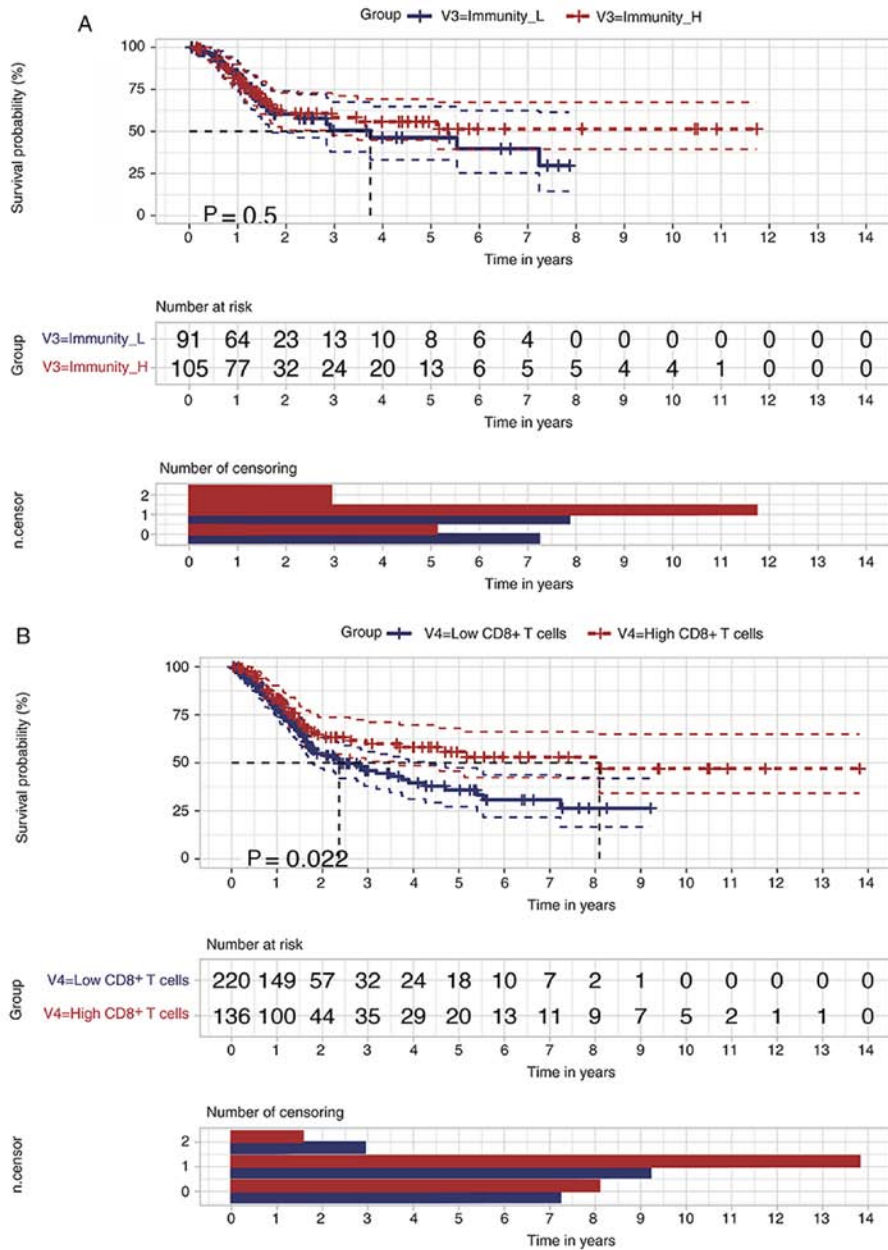 A
Group V3=Immunity_L V3=Immunity_H
Survival probability (%)
100
75
50
25
0
P = 0.5
0 1 2 3 4 5 6 7 8 9 10 11 12 13 14
Time in years
Number at risk
Group
V3=Immunity_L 91 64 23 13 10 8 6 4 0 0 0 0 0 0 0
V3=Immunity_H 105 77 32 24 20 13 6 5 5 4 4 1 0 0 0
0 1 2 3 4 5 6 7 8 9 10 11 12 13 14
Time in years
Number of censoring
n.censor
2
1
0
0 1 2 3 4 5 6 7 8 9 10 11 12 13 14
Time in years
B
Group V4=Low CD8+ T cells V4=High CD8+ T cells
Survival probability (%)
100
75
50
25
0
P = 0.022
0 1 2 3 4 5 6 7 8 9 10 11 12 13 14
Time in years
Number at risk
Group
V4=Low CD8+ T cells 220 149 57 32 24 18 10 7 2 1 0 0 0 0 0
V4=High CD8+ T cells 136 100 44 35 29 20 13 11 9 7 5 2 1 1 0
0 1 2 3 4 5 6 7 8 9 10 11 12 13 14
Time in years
Number of censoring
n.censor
2
1
0
0 1 2 3 4 5 6 7 8 9 10 11 12 13 14
Time in years